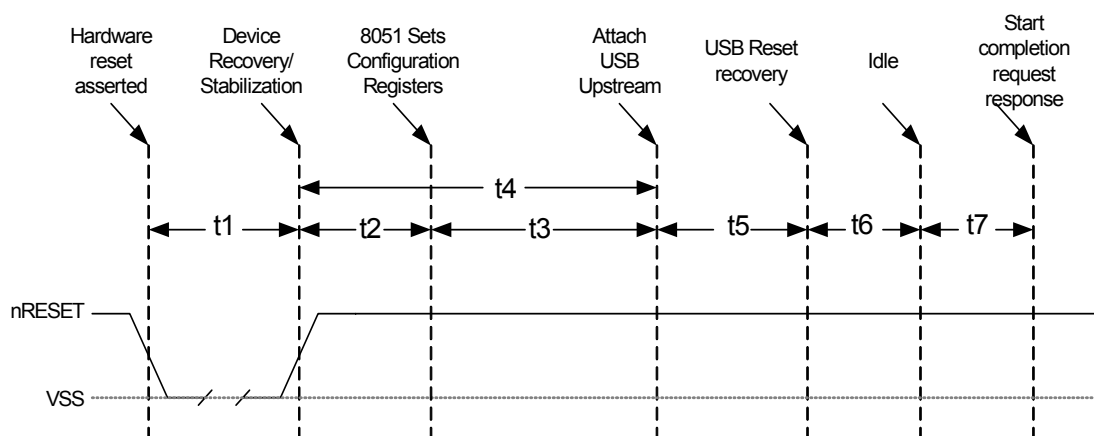 Hardware
reset
asserted
Device
Recovery/
Stabilization
8051 Sets
Configuration
Registers
Attach
USB
Upstream
USB Reset
recovery
Idle
Start
completion
request
response
t4
t1
t2
t3
t5
t6
t7
nRESET
VSS